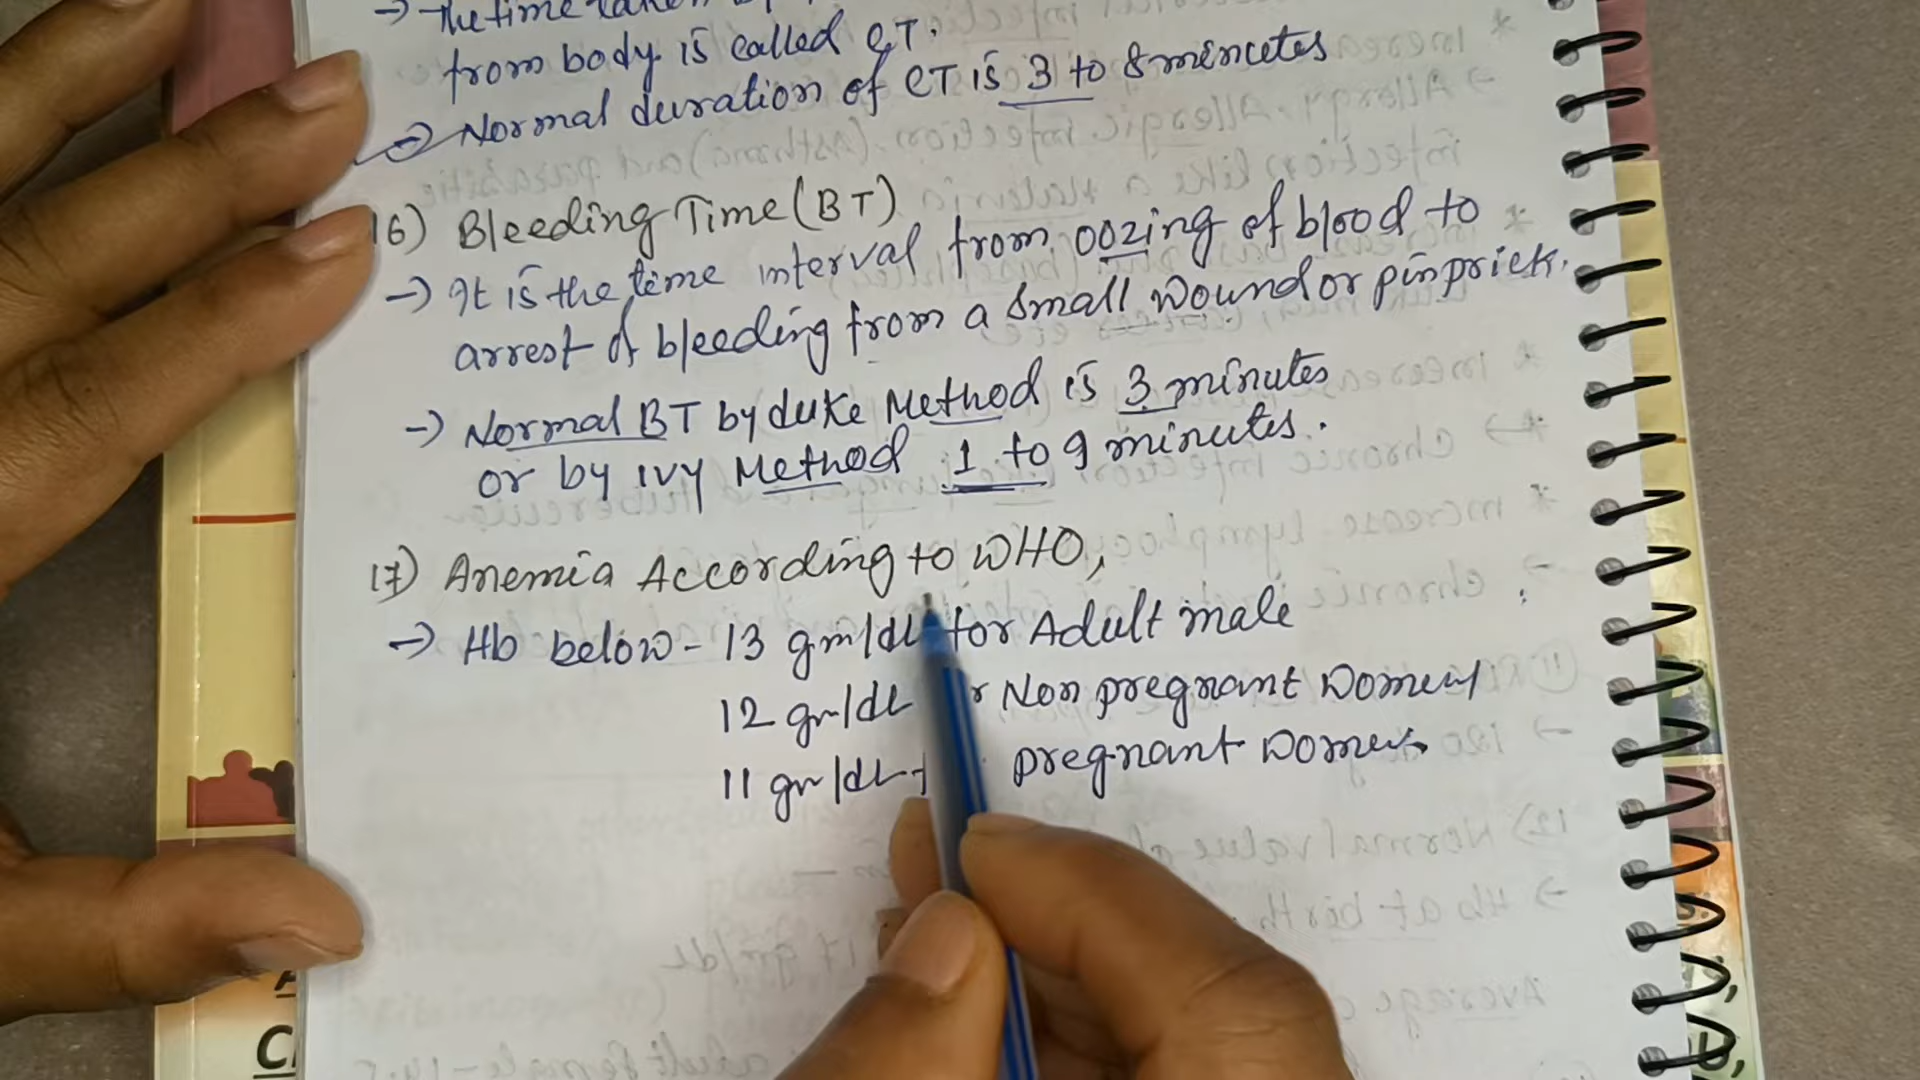 → The time taken
from body is called CT.
→ Normal duration of CT is 3 to 8 minutes
16) Bleeding Time (BT)
→ It is the time interval from oozing of blood to
arrest of bleeding from a small wound or pinprick.
→ Normal BT by duke Method is 3 minutes
or by IVY Method 1 to 9 minutes.
17) Anemia According to WHO,
→ Hb below - 13 gm/dL for Adult male
12 gm/dL r Non pregnant women
11 gm/dL pregnant women